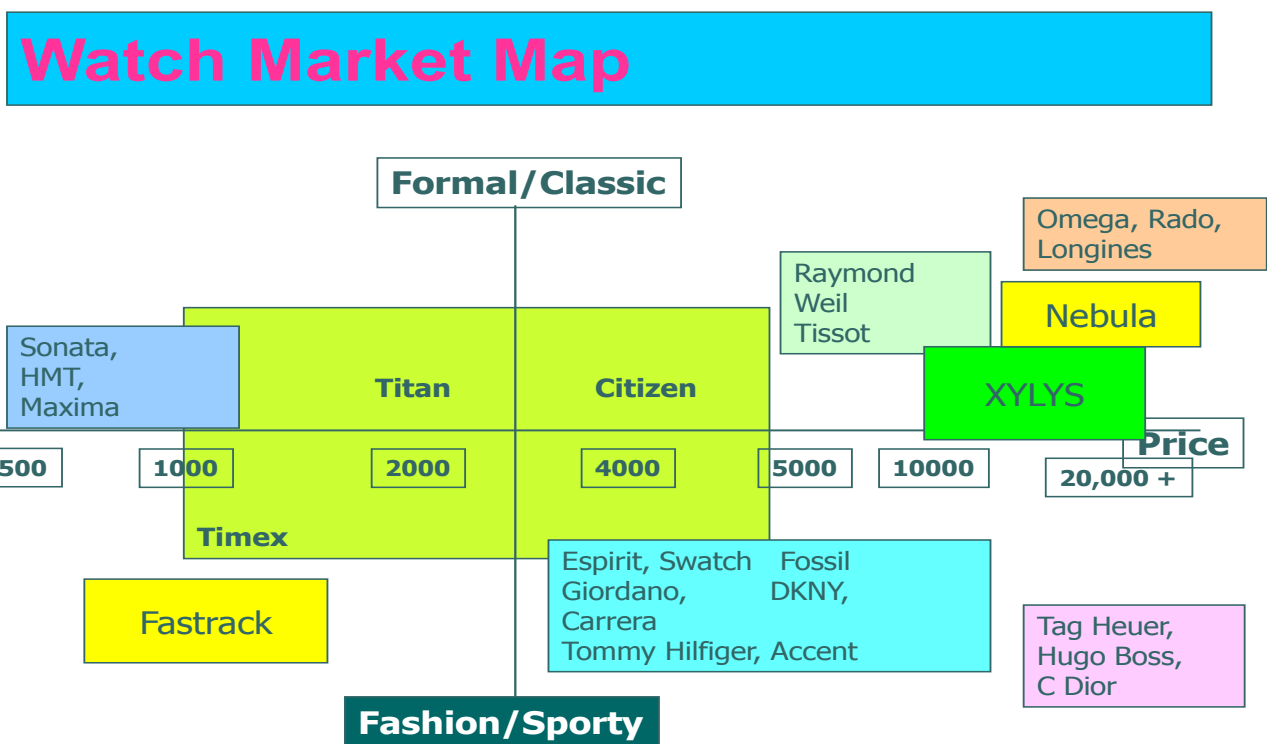 Watch Market Map
Formal/Classic
Omega, Rado,
Longines
Raymond
Weil
Tissot
Nebula
Sonata,
HMT,
Maxima
Titan
Citizen
XYLYS
Price
500
1000
2000
4000
5000
10000
20,000 +
Timex
Espirit, Swatch Fossil
Giordano, DKNY,
Carrera
Tommy Hilfiger, Accent
Fastrack
Tag Heuer,
Hugo Boss,
C Dior
Fashion/Sporty